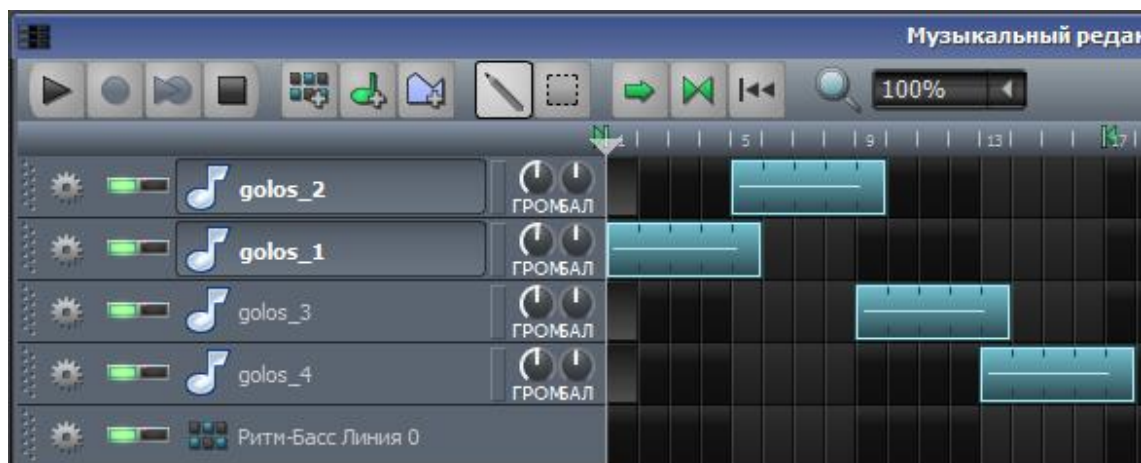 Музыкальный редак
100%
1 5 9 13 17
golos_2 ГРОМ БАЛ
golos_1 ГРОМ БАЛ
golos_3 ГРОМ БАЛ
golos_4 ГРОМ БАЛ
Ритм-Басс Линия 0